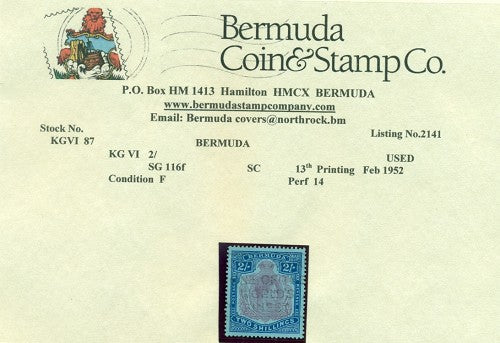 Bermuda
Coin&Stamp Co.
P.O. Box HM 1413 Hamilton HMCX BERMUDA
www.bermudastampcompany.com
Email: Bermuda covers@northrock.bm
Stock No. Listing No.2141
KGVI 87 BERMUDA
KG VI 2/ USED
SG 116f SC 13th Printing Feb 1952
Condition F Perf 14
BERMUDA
2/- 2/-
TWO SHILLINGS